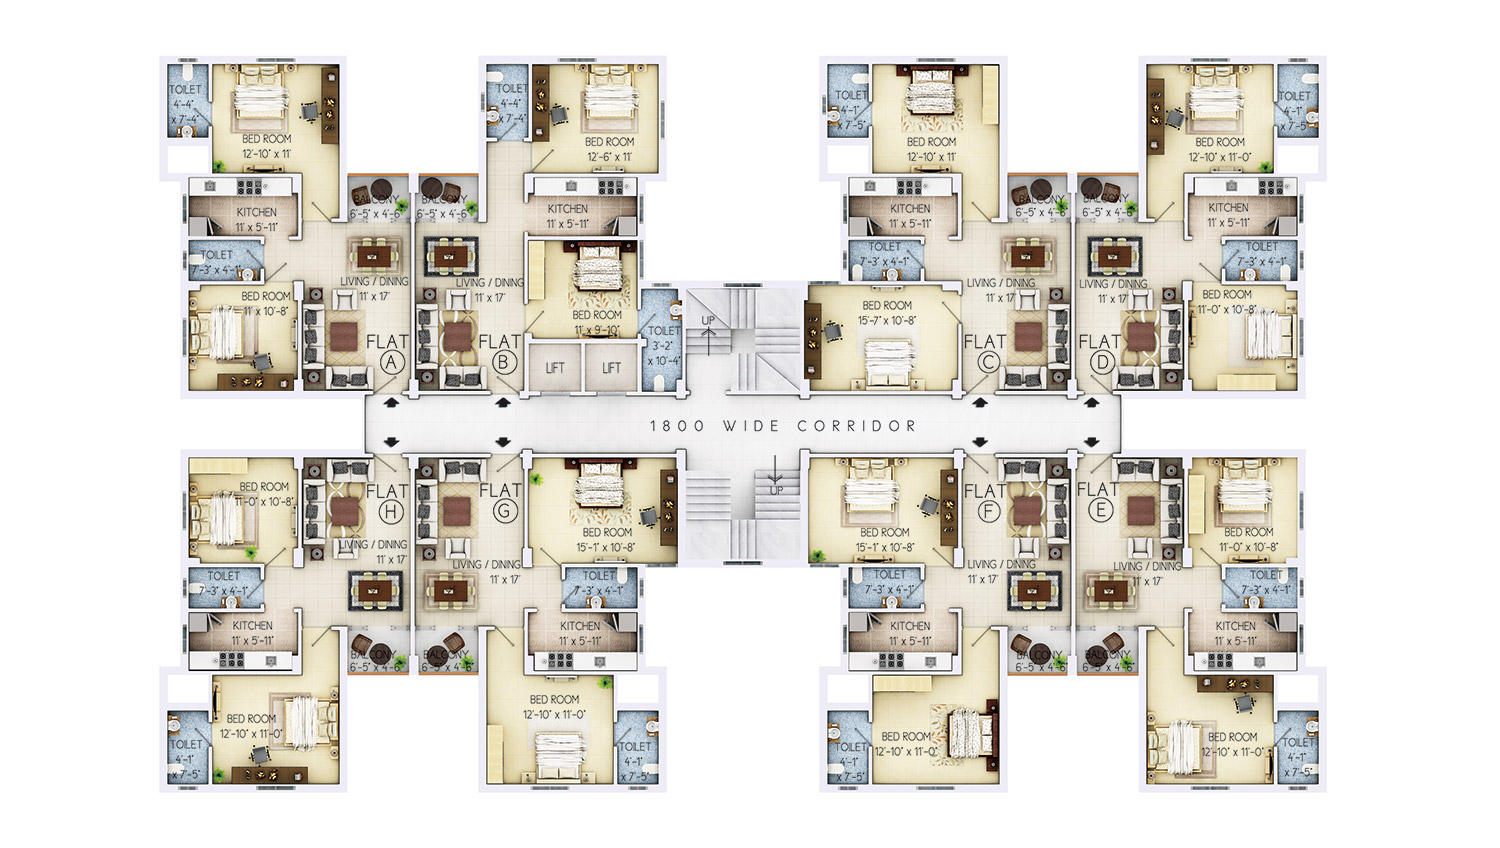 TOILET
4'-4"
x 7'-4"
BED ROOM
12'-10" x 11'
KITCHEN
11' x 5'-11"
BALCONY
6'-5" x 4'-6"
TOILET
7'-3" x 4'-1"
LIVING / DINING
11' x 17'
BED ROOM
11' x 10'-8"
FLAT
A
TOILET
4'-4"
x 7'-4"
BED ROOM
12'-6" x 11'
BALCONY
6'-5" x 4'-6"
KITCHEN
11' x 5'-11"
LIVING / DINING
11' x 17'
BED ROOM
11' x 9'-10"
TOILET
3'-2"
x 10'-4"
FLAT
B
LIFT
LIFT
UP
TOILET
4'-1"
x 7'-5"
BED ROOM
12'-10" x 11'
KITCHEN
11' x 5'-11"
BALCONY
6'-5" x 4'-6"
TOILET
7'-3" x 4'-1"
LIVING / DINING
11' x 17'
BED ROOM
15'-7" x 10'-8"
FLAT
C
BED ROOM
12'-10" x 11'-0"
TOILET
4'-1"
x 7'-5"
BALCONY
6'-5" x 4'-6"
KITCHEN
11' x 5'-11"
TOILET
7'-3" x 4'-1"
LIVING / DINING
11' x 17'
BED ROOM
11'-0" x 10'-8"
FLAT
D
1800 WIDE CORRIDOR
BED ROOM
11'-0" x 10'-8"
FLAT
H
LIVING / DINING
11' x 17'
TOILET
7'-3" x 4'-1"
KITCHEN
11' x 5'-11"
BALCONY
6'-5" x 4'-6"
BED ROOM
12'-10" x 11'-0"
TOILET
4'-1"
x 7'-5"
FLAT
G
BED ROOM
15'-1" x 10'-8"
LIVING / DINING
11' x 17'
TOILET
7'-3" x 4'-1"
KITCHEN
11' x 5'-11"
BALCONY
6'-5" x 4'-6"
BED ROOM
12'-10" x 11'-0"
TOILET
4'-1"
x 7'-5"
UP
BED ROOM
15'-1" x 10'-8"
FLAT
F
LIVING / DINING
11' x 17'
TOILET
7'-3" x 4'-1"
KITCHEN
11' x 5'-11"
BALCONY
6'-5" x 4'-6"
BED ROOM
12'-10" x 11'-0"
TOILET
4'-1"
x 7'-5"
FLAT
E
BED ROOM
11'-0" x 10'-8"
LIVING / DINING
11' x 17'
TOILET
7'-3" x 4'-1"
KITCHEN
11' x 5'-11"
BALCONY
6'-5" x 4'-6"
BED ROOM
12'-10" x 11'-0"
TOILET
4'-1"
x 7'-5"